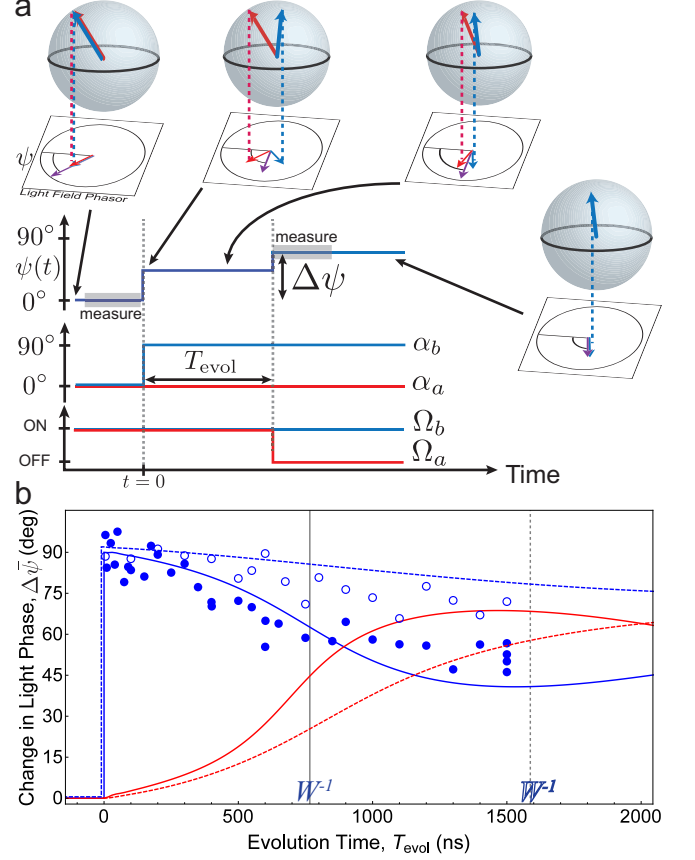 a
ψ
Light Field Phasor
90°
ψ(t)
0°
measure
measure
Δψ
90°
0°
T_evol
α_b
α_a
ON
OFF
Ω_b
Ω_a
t = 0
Time
b
Change in Light Phase, Δψ̄ (deg)
90
75
60
45
30
15
0
W⁻¹
W⁻¹
0
500
1000
1500
2000
Evolution Time, T_evol (ns)